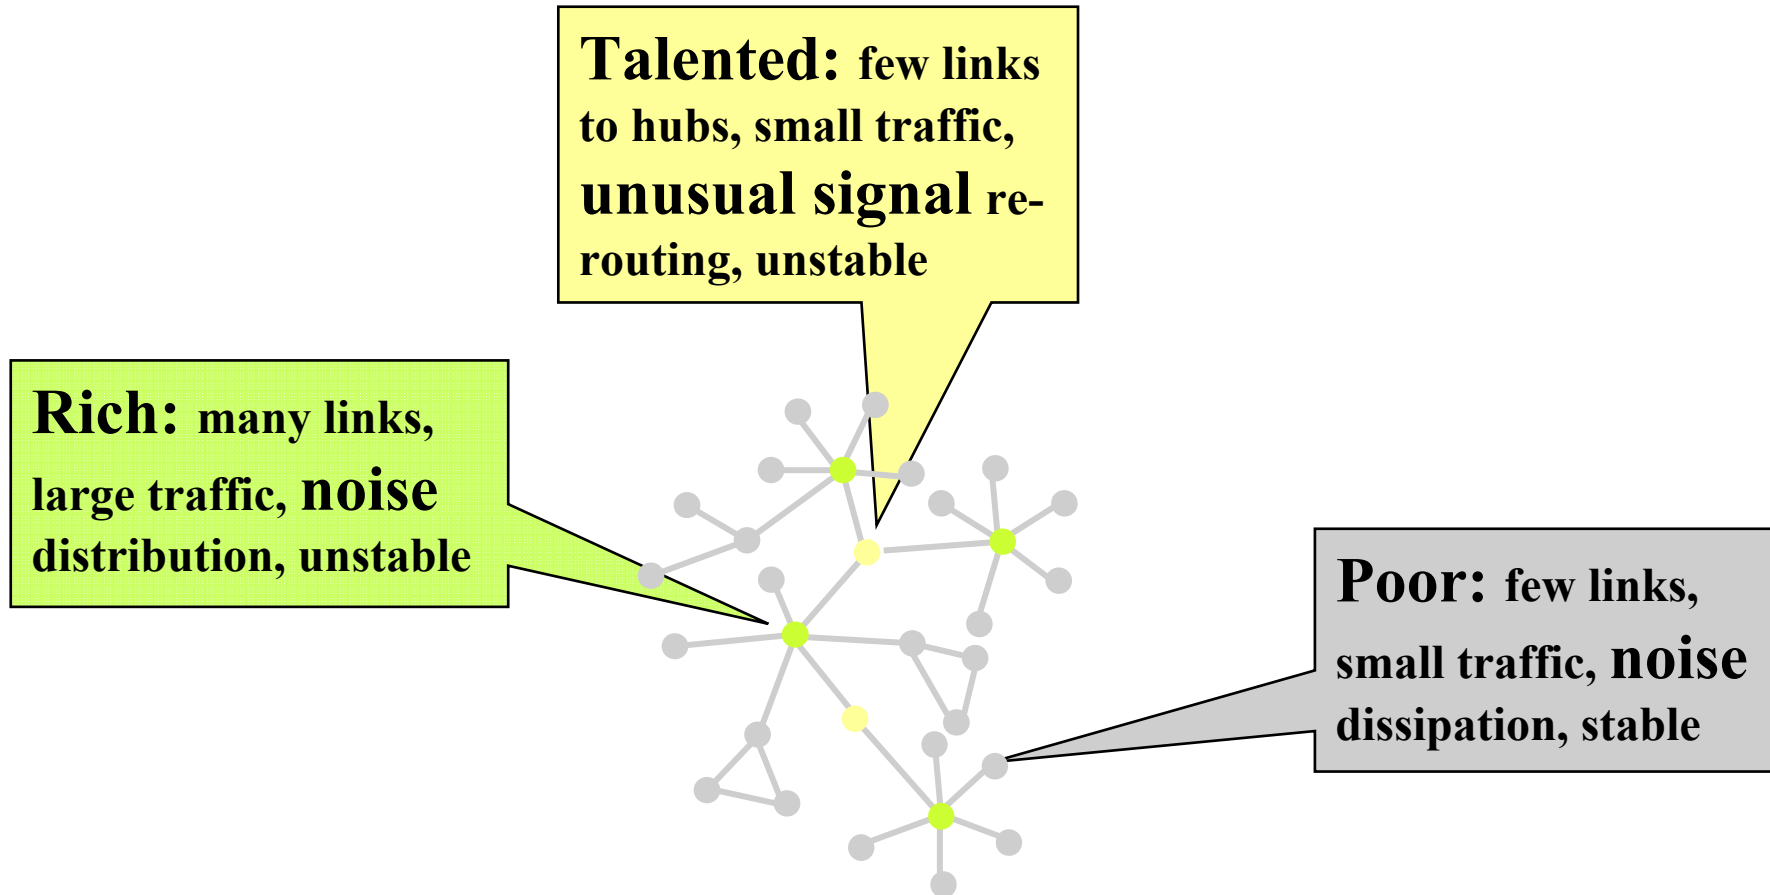 Talented: few links
to hubs, small traffic,
unusual signal re-
routing, unstable
Rich: many links,
large traffic, noise
distribution, unstable
Poor: few links,
small traffic, noise
dissipation, stable